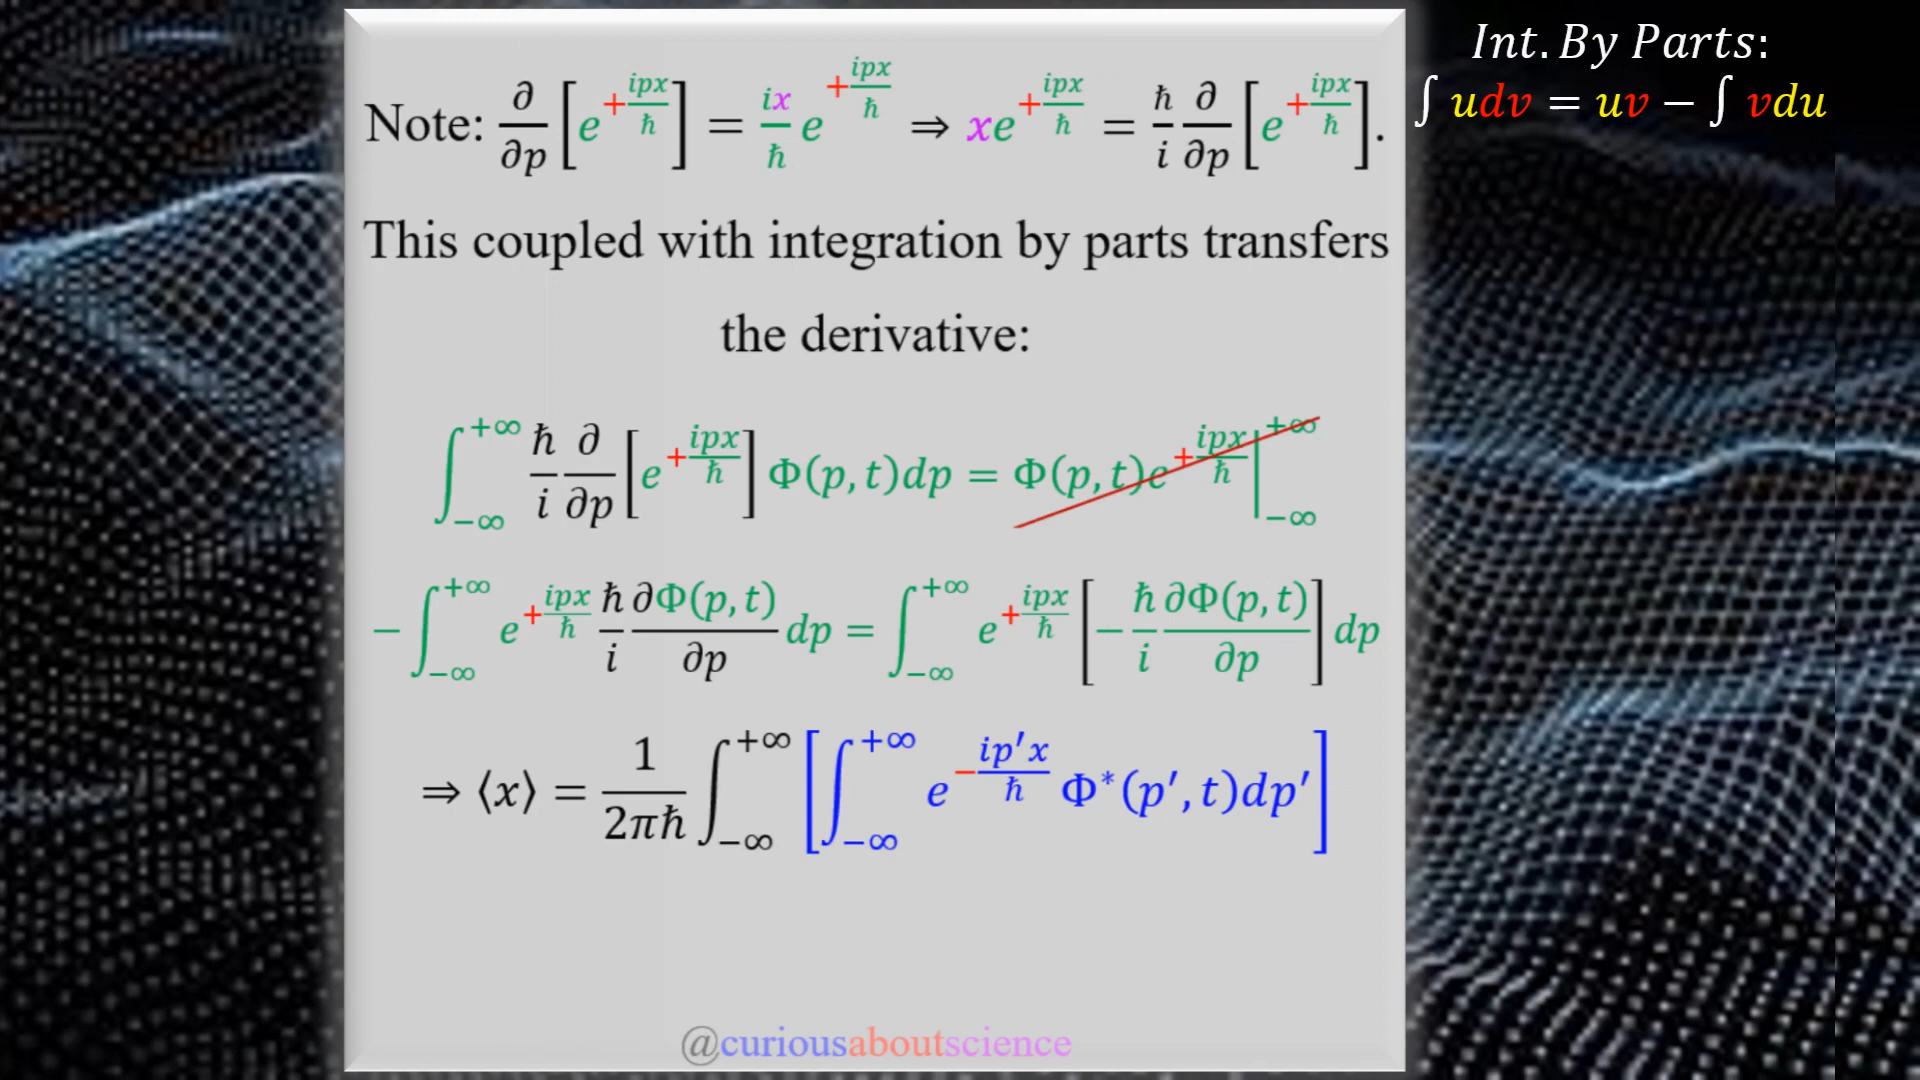 Int. By Parts:
∫ udv = uv − ∫ vdu
Note: ∂/∂p [e^{+ipx/ħ}] = ix/ħ e^{+ipx/ħ} ⇒ xe^{+ipx/ħ} = ħ/i ∂/∂p [e^{+ipx/ħ}].
This coupled with integration by parts transfers
the derivative:
∫_{−∞}^{+∞} ħ/i ∂/∂p [e^{+ipx/ħ}] Φ(p, t)dp = Φ(p, t)e^{+ipx/ħ}|_{−∞}^{+∞}
−∫_{−∞}^{+∞} e^{+ipx/ħ} ħ/i ∂Φ(p, t)/∂p dp = ∫_{−∞}^{+∞} e^{+ipx/ħ} [−ħ/i ∂Φ(p, t)/∂p] dp
⇒ ⟨x⟩ = 1/2πħ ∫_{−∞}^{+∞} [∫_{−∞}^{+∞} e^{−ip′x/ħ} Φ*(p′, t)dp′]
@curiousaboutscience